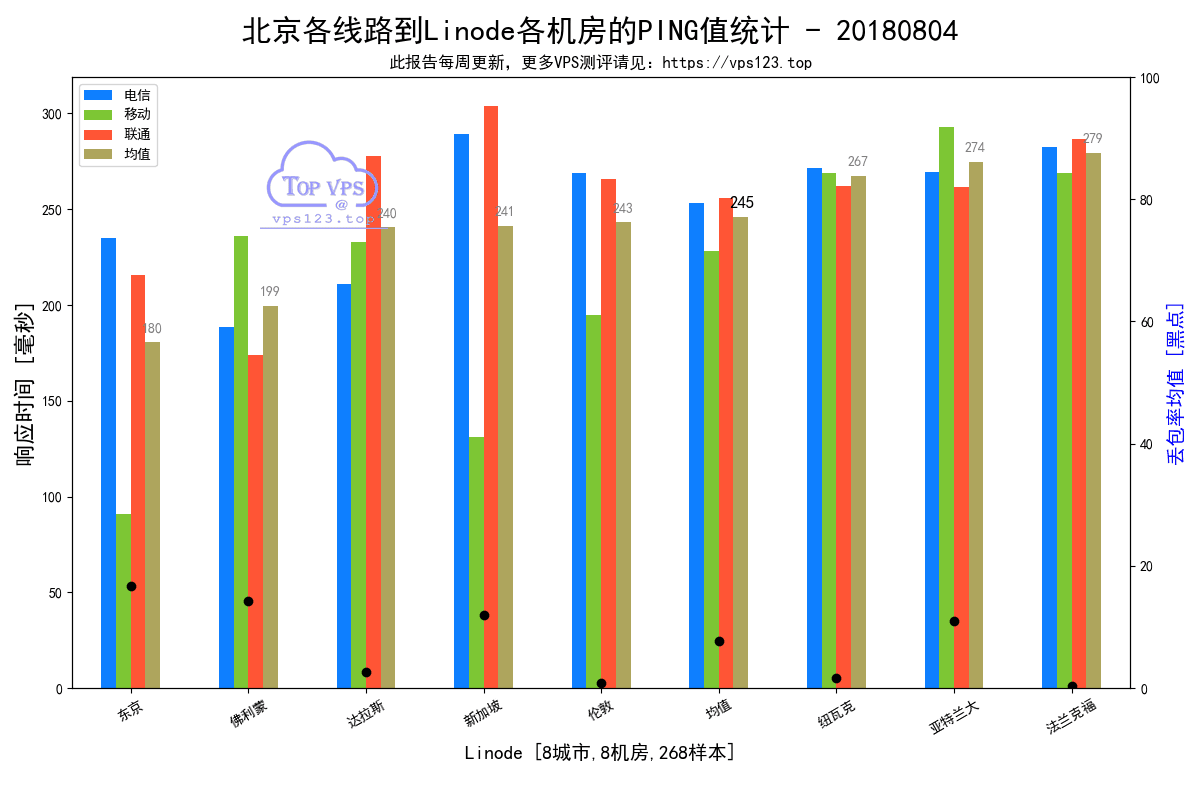 北京各线路到Linode各机房的PING值统计 - 20180804
此报告每周更新，更多VPS测评请见：https://vps123.top
电信
移动
联通
均值
TOP VPS
@
vps123.top
响应时间 [毫秒]
300
250
200
150
100
50
0
180
199
240
241
243
245
267
274
279
100
80
60
40
20
0
丢包率均值 [黑点]
东京
佛利蒙
达拉斯
新加坡
伦敦
均值
纽瓦克
亚特兰大
法兰克福
Linode [8城市,8机房,268样本]